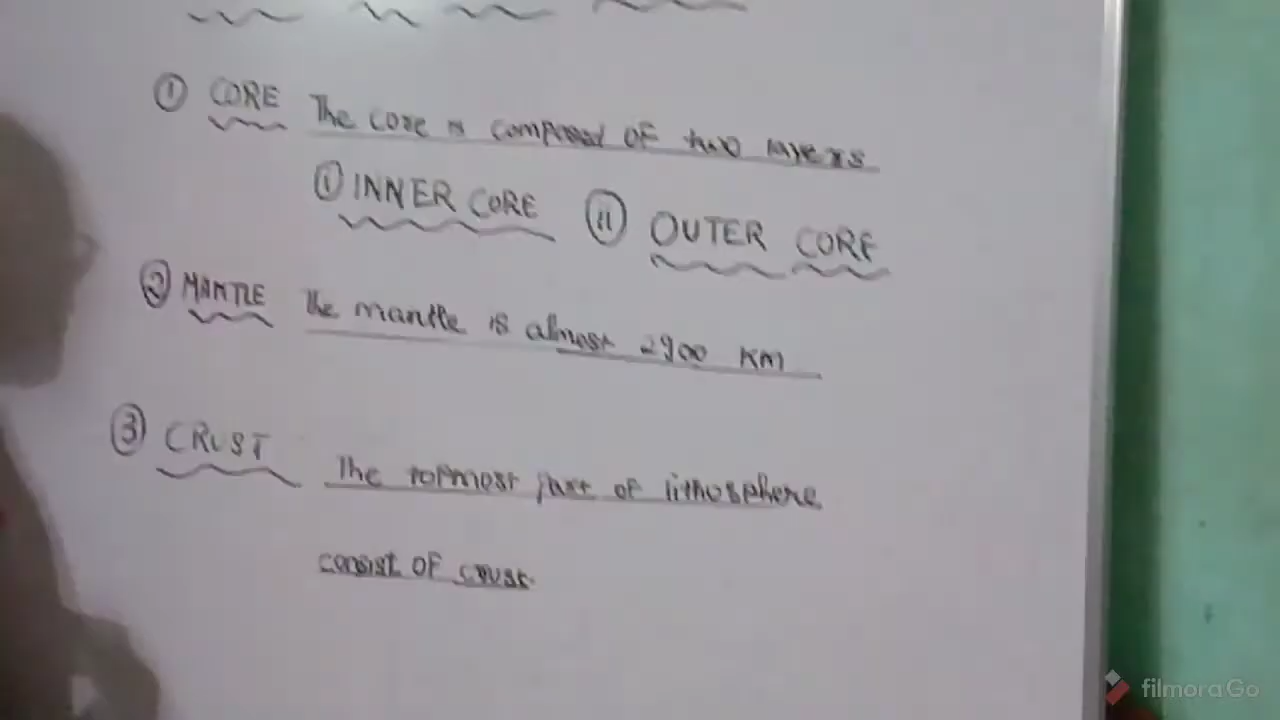 ① CORE The core is composed of two layers
① INNER CORE ⑪ OUTER CORE
② MANTLE The mantle is almost 2900 KM
③ CRUST The topmost part of lithosphere
consist of crust.
filmoraGo